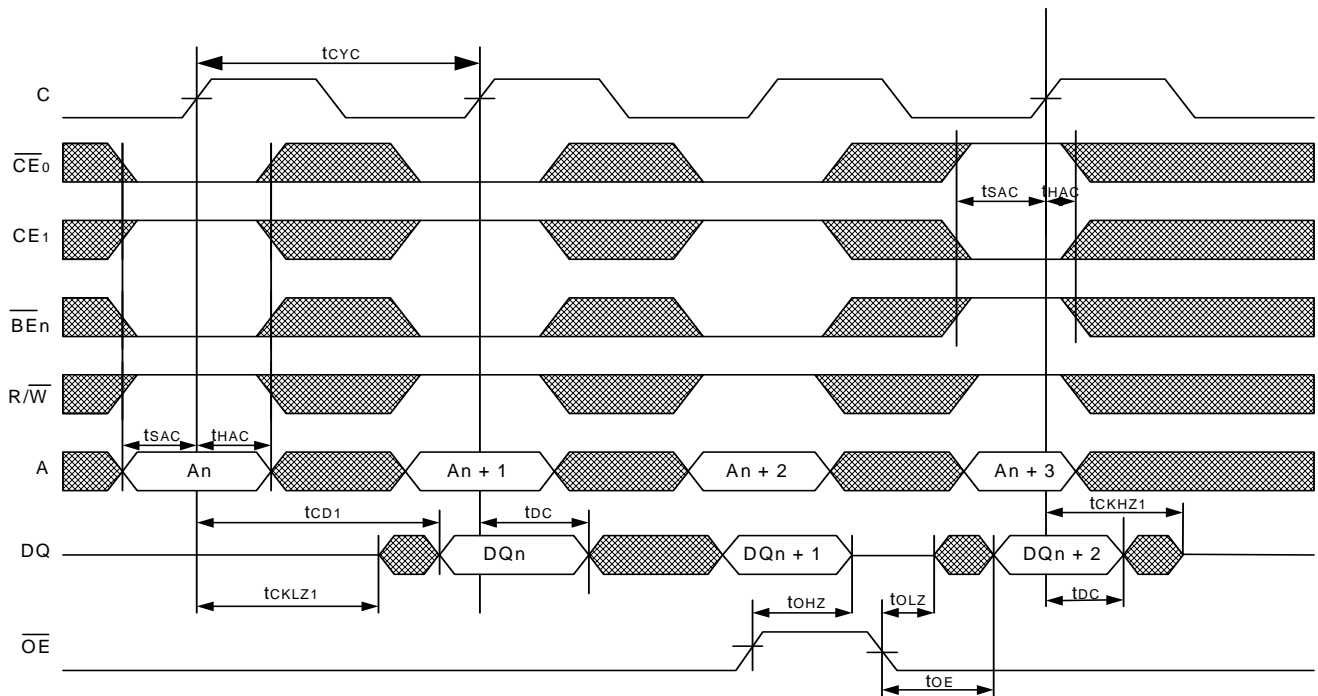 tCYC
C
CE0
tSAC tHAC
CE1
BEn
R/W
tSAC tHAC
A An An + 1 An + 2 An + 3
tCD1 tDC tCKHZ1
DQ DQn DQn + 1 DQn + 2
tCKLZ1 tOHZ tOLZ tDC
OE
tOE